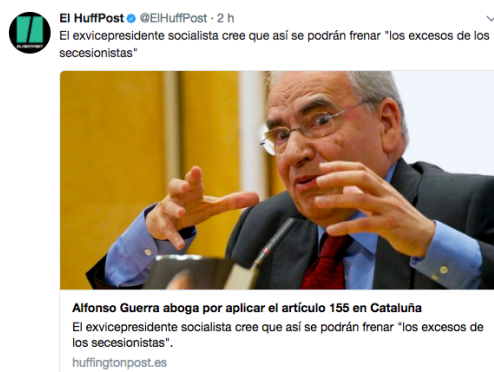 El HuffPost @ElHuffPost · 2 h
El exvicepresidente socialista cree que así se podrán frenar "los excesos de los
secesionistas"
EL HUFFPOST
Alfonso Guerra aboga por aplicar el artículo 155 en Cataluña
El exvicepresidente socialista cree que así se podrán frenar "los excesos de
los secesionistas".
huffingtonpost.es